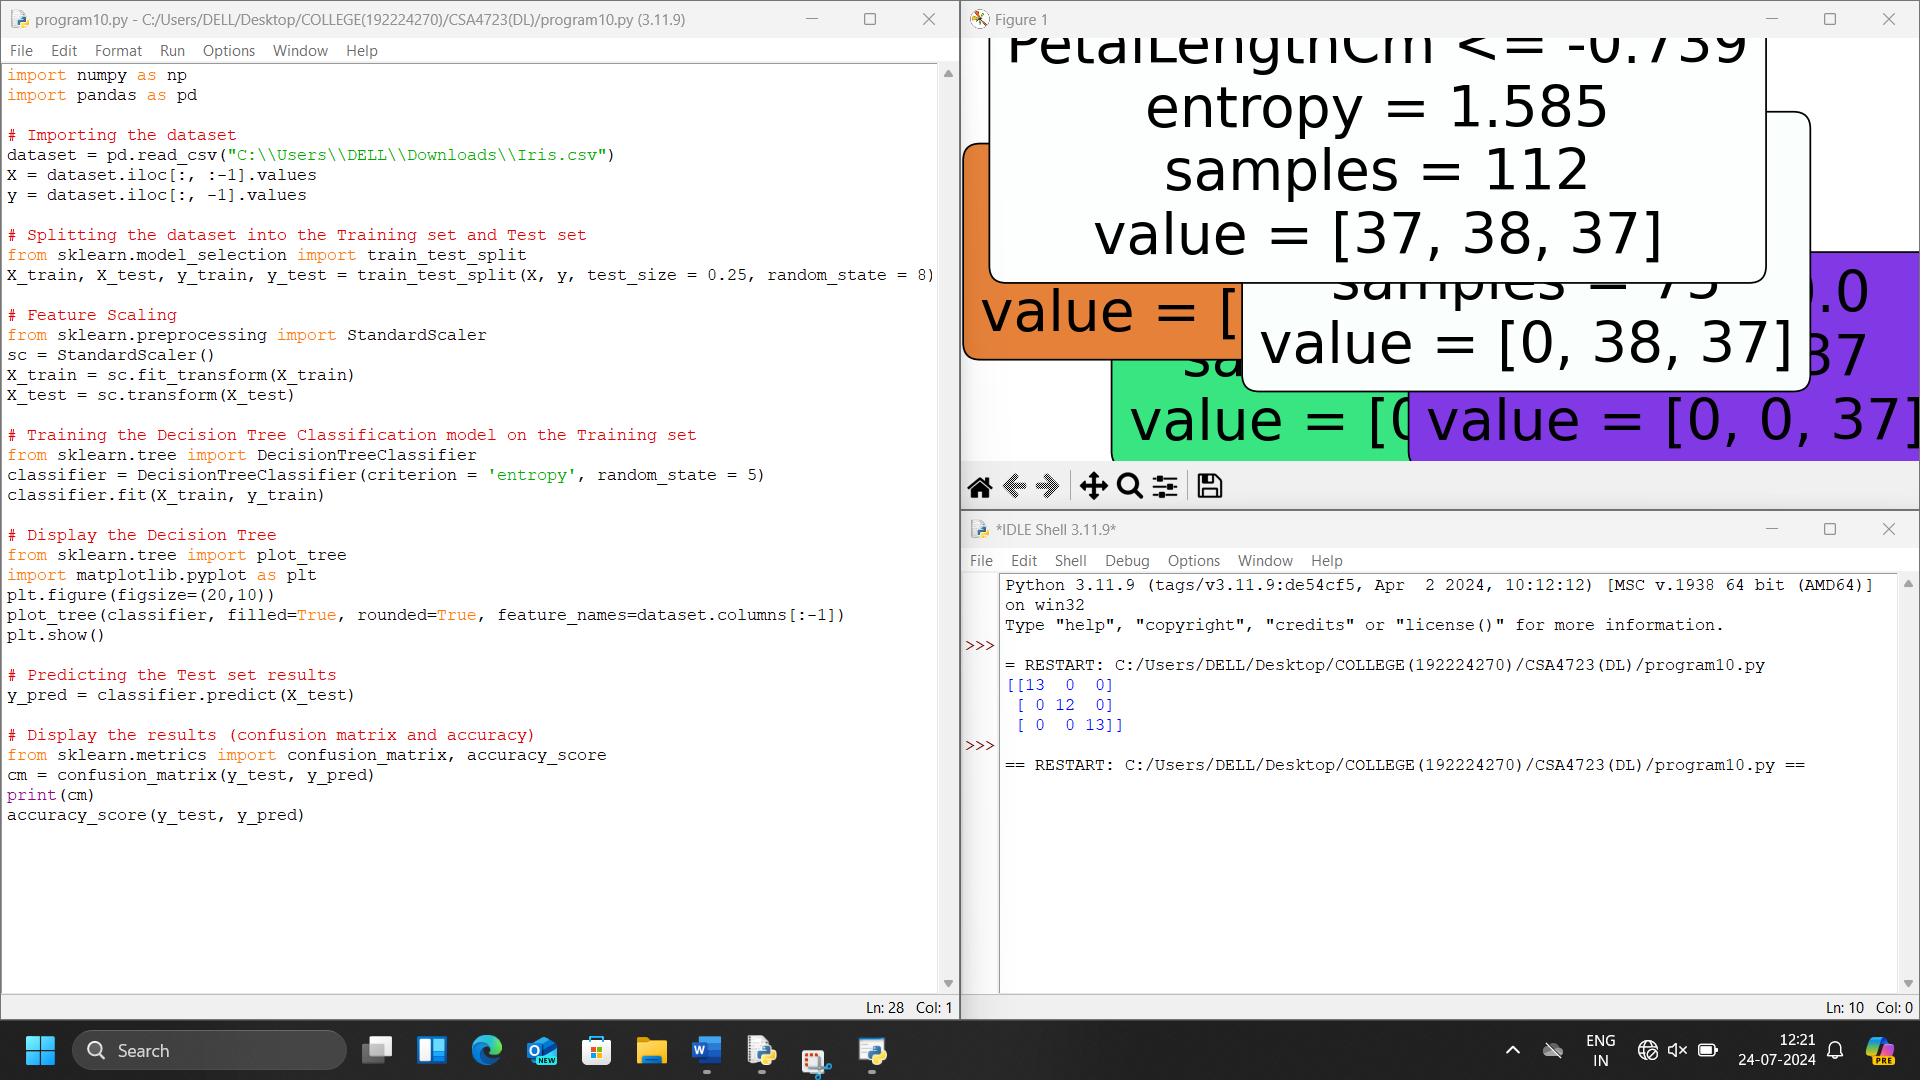 program10.py - C:/Users/DELL/Desktop/COLLEGE(192224270)/CSA4723(DL)/program10.py (3.11.9)
File Edit Format Run Options Window Help
import numpy as np
import pandas as pd
# Importing the dataset
dataset = pd.read_csv("C:\\Users\\DELL\\Downloads\\Iris.csv")
X = dataset.iloc[:, :-1].values
y = dataset.iloc[:, -1].values
# Splitting the dataset into the Training set and Test set
from sklearn.model_selection import train_test_split
X_train, X_test, y_train, y_test = train_test_split(X, y, test_size = 0.25, random_state = 8)
# Feature Scaling
from sklearn.preprocessing import StandardScaler
sc = StandardScaler()
X_train = sc.fit_transform(X_train)
X_test = sc.transform(X_test)
# Training the Decision Tree Classification model on the Training set
from sklearn.tree import DecisionTreeClassifier
classifier = DecisionTreeClassifier(criterion = 'entropy', random_state = 5)
classifier.fit(X_train, y_train)
# Display the Decision Tree
from sklearn.tree import plot_tree
import matplotlib.pyplot as plt
plt.figure(figsize=(20,10))
plot_tree(classifier, filled=True, rounded=True, feature_names=dataset.columns[:-1])
plt.show()
# Predicting the Test set results
y_pred = classifier.predict(X_test)
# Display the results (confusion matrix and accuracy)
from sklearn.metrics import confusion_matrix, accuracy_score
cm = confusion_matrix(y_test, y_pred)
print(cm)
accuracy_score(y_test, y_pred)
Ln: 28 Col: 1
Figure 1
PetalLengthCm <= -0.739
entropy = 1.585
samples = 112
value = [37, 38, 37]
value = [
samples = 75
value = [0, 38, 37]
.0
37
sa
value = [0
value = [0, 0, 37]
*IDLE Shell 3.11.9*
File Edit Shell Debug Options Window Help
Python 3.11.9 (tags/v3.11.9:de54cf5, Apr  2 2024, 10:12:12) [MSC v.1938 64 bit (AMD64)]
on win32
Type "help", "copyright", "credits" or "license()" for more information.
>>>
= RESTART: C:/Users/DELL/Desktop/COLLEGE(192224270)/CSA4723(DL)/program10.py
[[13  0  0]
 [ 0 12  0]
 [ 0  0 13]]
>>>
== RESTART: C:/Users/DELL/Desktop/COLLEGE(192224270)/CSA4723(DL)/program10.py ==
Ln: 10 Col: 0
Search
NEW
W
ENG
IN
12:21
24-07-2024
PRE